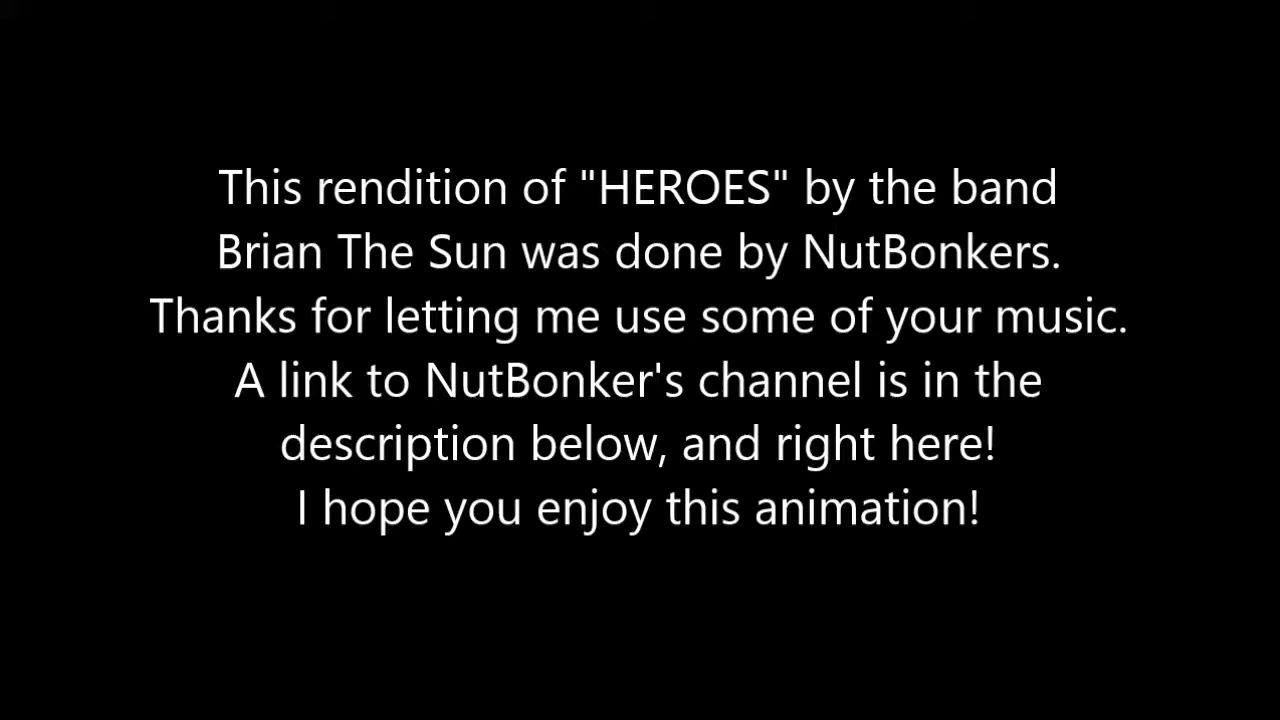 This rendition of "HEROES" by the band
Brian The Sun was done by NutBonkers.
Thanks for letting me use some of your music.
A link to NutBonker's channel is in the
description below, and right here!
I hope you enjoy this animation!